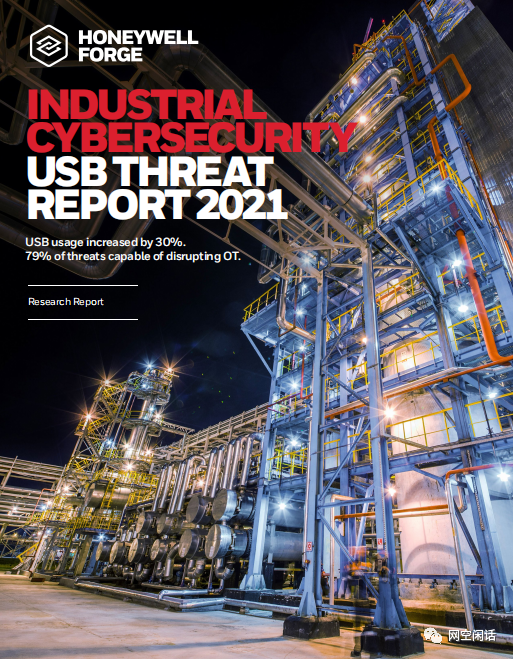 HONEYWELL
FORGE
INDUSTRIAL
CYBERSECURITY
USB THREAT
REPORT 2021
USB usage increased by 30%.
79% of threats capable of disrupting OT.
Research Report
网空闲话